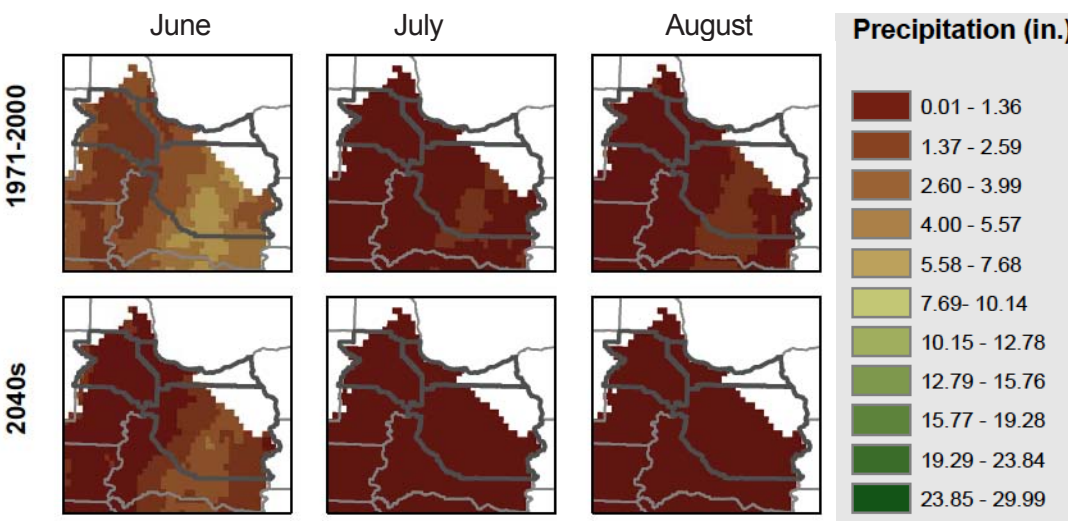 June
July
August
1971-2000
2040s
Precipitation (in.)
0.01 - 1.36
1.37 - 2.59
2.60 - 3.99
4.00 - 5.57
5.58 - 7.68
7.69- 10.14
10.15 - 12.78
12.79 - 15.76
15.77 - 19.28
19.29 - 23.84
23.85 - 29.99